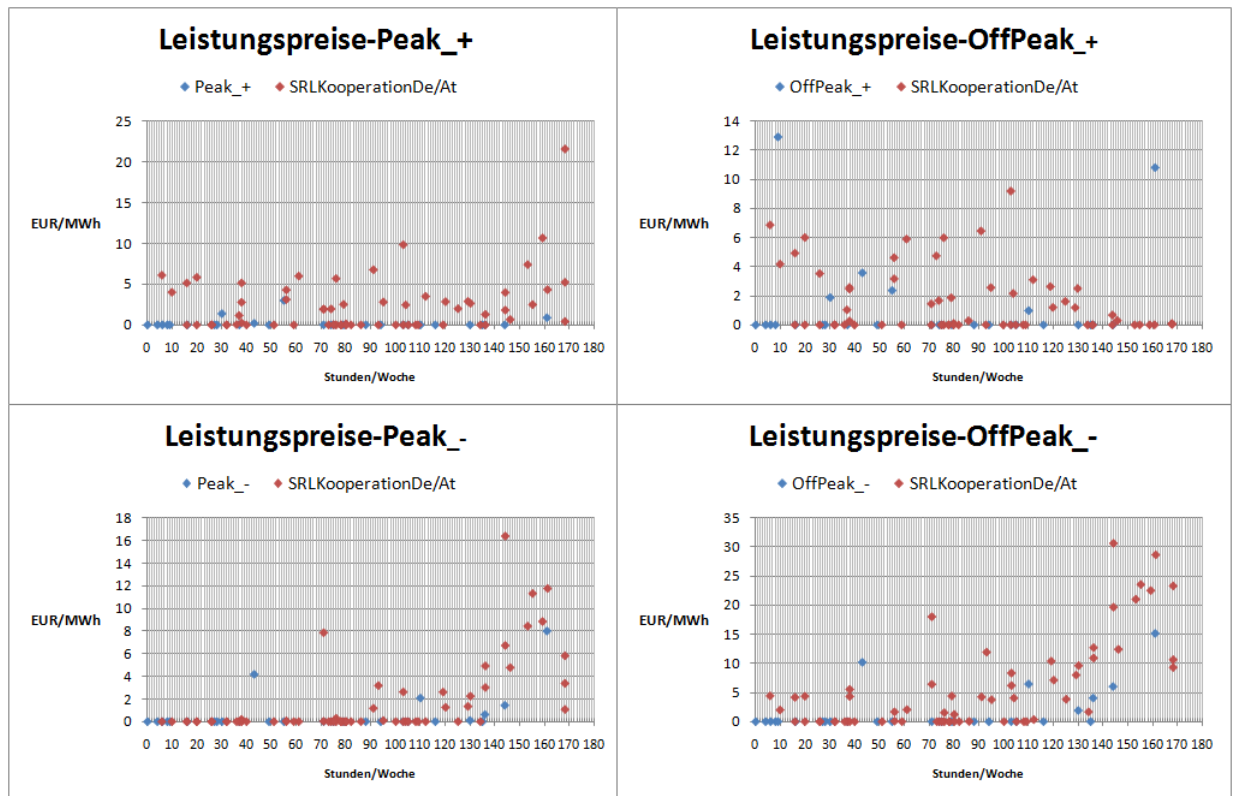 Leistungspreise-Peak_+
Peak_+ SRLKooperationDe/At
25
20
15
10
5
0
EUR/MWh
0 10 20 30 40 50 60 70 80 90 100 110 120 130 140 150 160 170 180
Stunden/Woche
Leistungspreise-OffPeak_+
OffPeak_+ SRLKooperationDe/At
14
12
10
8
6
4
2
0
EUR/MWh
0 10 20 30 40 50 60 70 80 90 100 110 120 130 140 150 160 170 180
Stunden/Woche
Leistungspreise-Peak_-
Peak_- SRLKooperationDe/At
18
16
14
12
10
8
6
4
2
0
EUR/MWh
0 10 20 30 40 50 60 70 80 90 100 110 120 130 140 150 160 170 180
Stunden/Woche
Leistungspreise-OffPeak_-
OffPeak_- SRLKooperationDe/At
35
30
25
20
15
10
5
0
EUR/MWh
0 10 20 30 40 50 60 70 80 90 100 110 120 130 140 150 160 170 180
Stunden/Woche